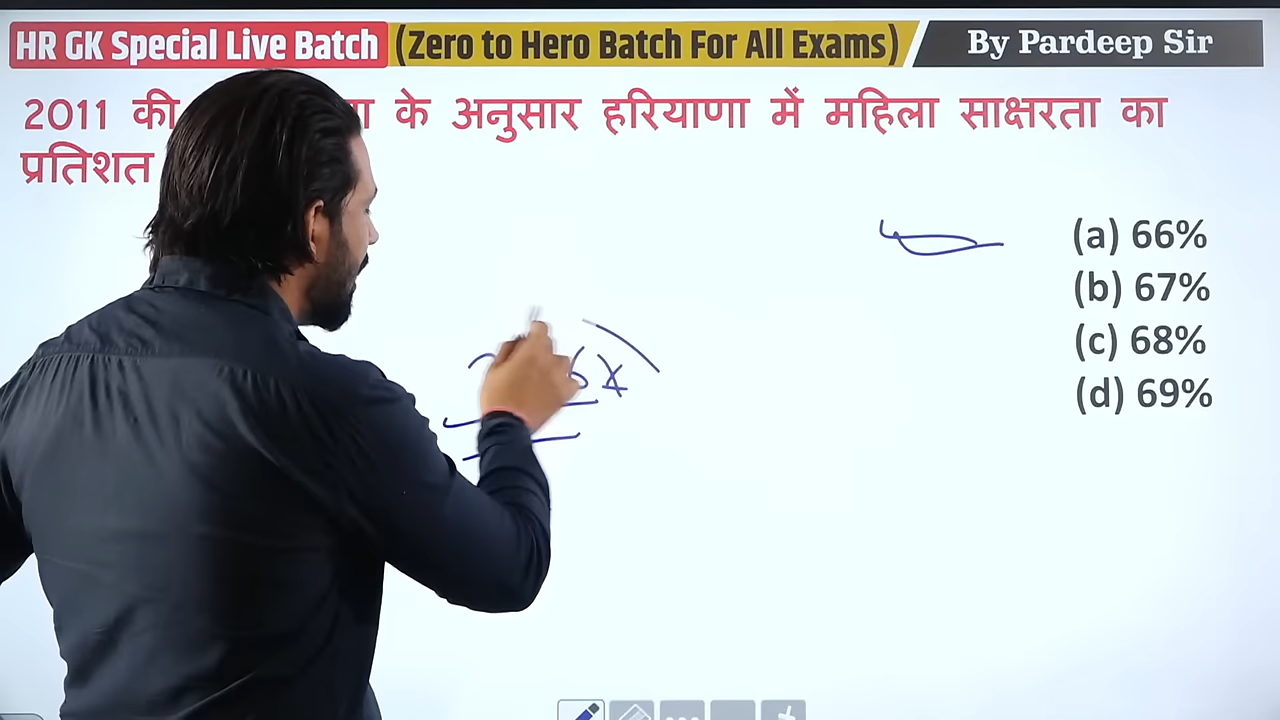 HR GK Special Live Batch (Zero to Hero Batch For All Exams) By Pardeep Sir
2011 की के अनुसार हरियाणा में महिला साक्षरता का
प्रतिशत
(a) 66%
(b) 67%
(c) 68%
(d) 69%